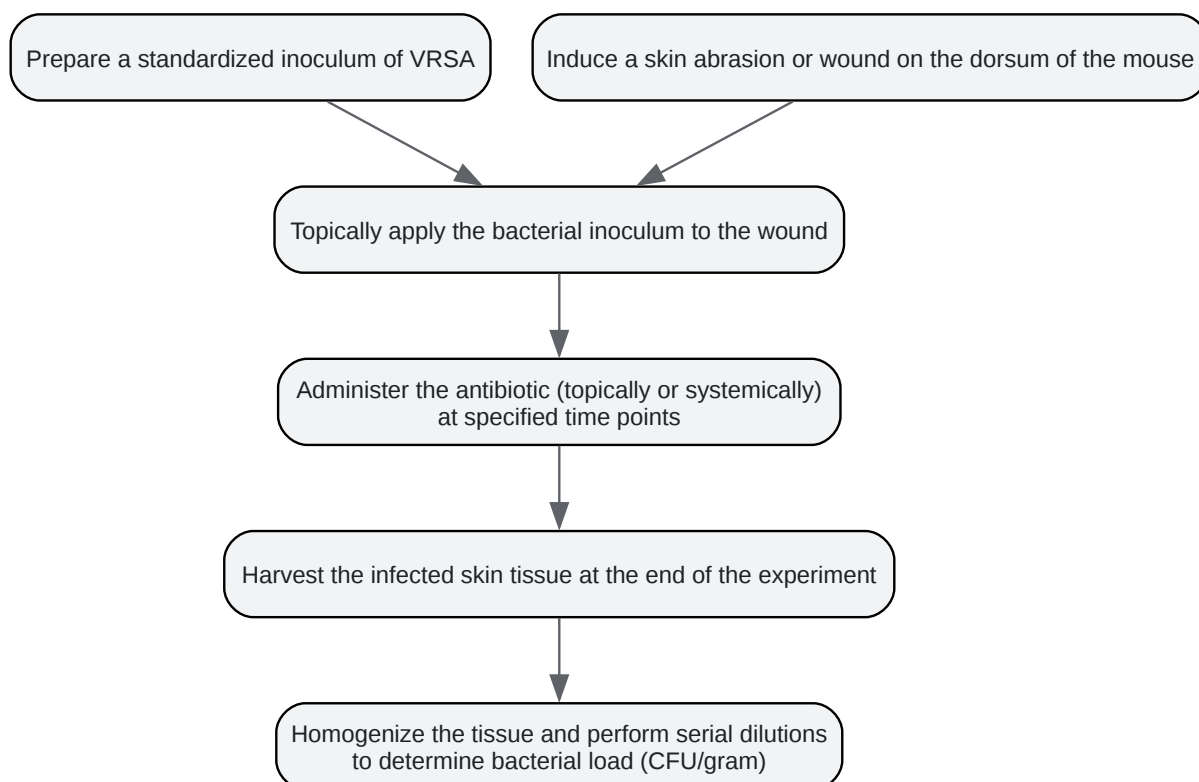 Prepare a standardized inoculum of VRSA
Induce a skin abrasion or wound on the dorsum of the mouse
Topically apply the bacterial inoculum to the wound
Administer the antibiotic (topically or systemically)
at specified time points
Harvest the infected skin tissue at the end of the experiment
Homogenize the tissue and perform serial dilutions
to determine bacterial load (CFU/gram)